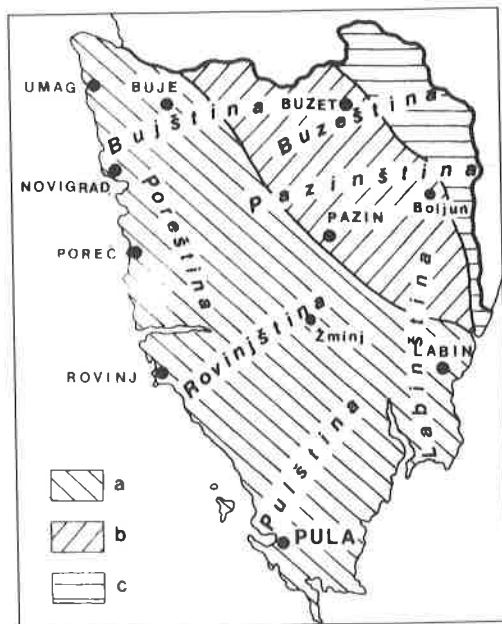 UMAG
BUJE
BUZET
Bujština
Buzeština
NOVIGRAD
Pazinština
Boljun
Poreština
PAZIN
POREČ
Rovinjština
Žminj
Labinština
LABIN
ROVINJ
Pulština
PULA
a
b
c